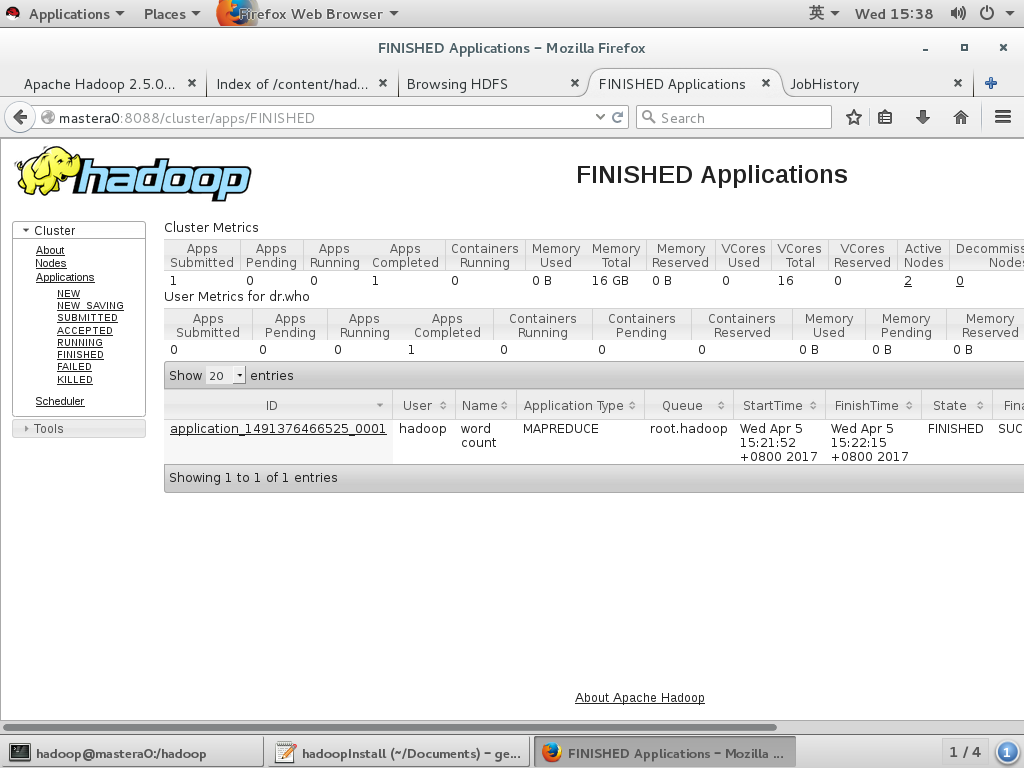 Applications Places Firefox Web Browser 英 Wed 15:38
FINISHED Applications - Mozilla Firefox
Apache Hadoop 2.5.0... Index of /content/had... Browsing HDFS FINISHED Applications JobHistory
mastera0:8088/cluster/apps/FINISHED Search
hadoop
FINISHED Applications
Cluster
About
Nodes
Applications
NEW
NEW_SAVING
SUBMITTED
ACCEPTED
RUNNING
FINISHED
FAILED
KILLED
Scheduler
Tools
Cluster Metrics
Apps Submitted Apps Pending Apps Running Apps Completed Containers Running Memory Used Memory Total Memory Reserved VCores Used VCores Total VCores Reserved Active Nodes Decommiss Nodes
1 0 0 1 0 0 B 16 GB 0 B 0 16 0 2 0
User Metrics for dr.who
Apps Submitted Apps Pending Apps Running Apps Completed Containers Running Containers Pending Containers Reserved Memory Used Memory Pending Memory Reserved
0 0 0 1 0 0 0 0 B 0 B 0 B
Show 20 entries
ID User Name Application Type Queue StartTime FinishTime State Fina
application_1491376466525_0001 hadoop word count MAPREDUCE root.hadoop Wed Apr 5 15:21:52 +0800 2017 Wed Apr 5 15:22:15 +0800 2017 FINISHED SUC
Showing 1 to 1 of 1 entries
About Apache Hadoop
hadoop@mastera0:/hadoop hadoopInstall (~/Documents) - ge... FINISHED Applications - Mozilla ... 1 / 4 1